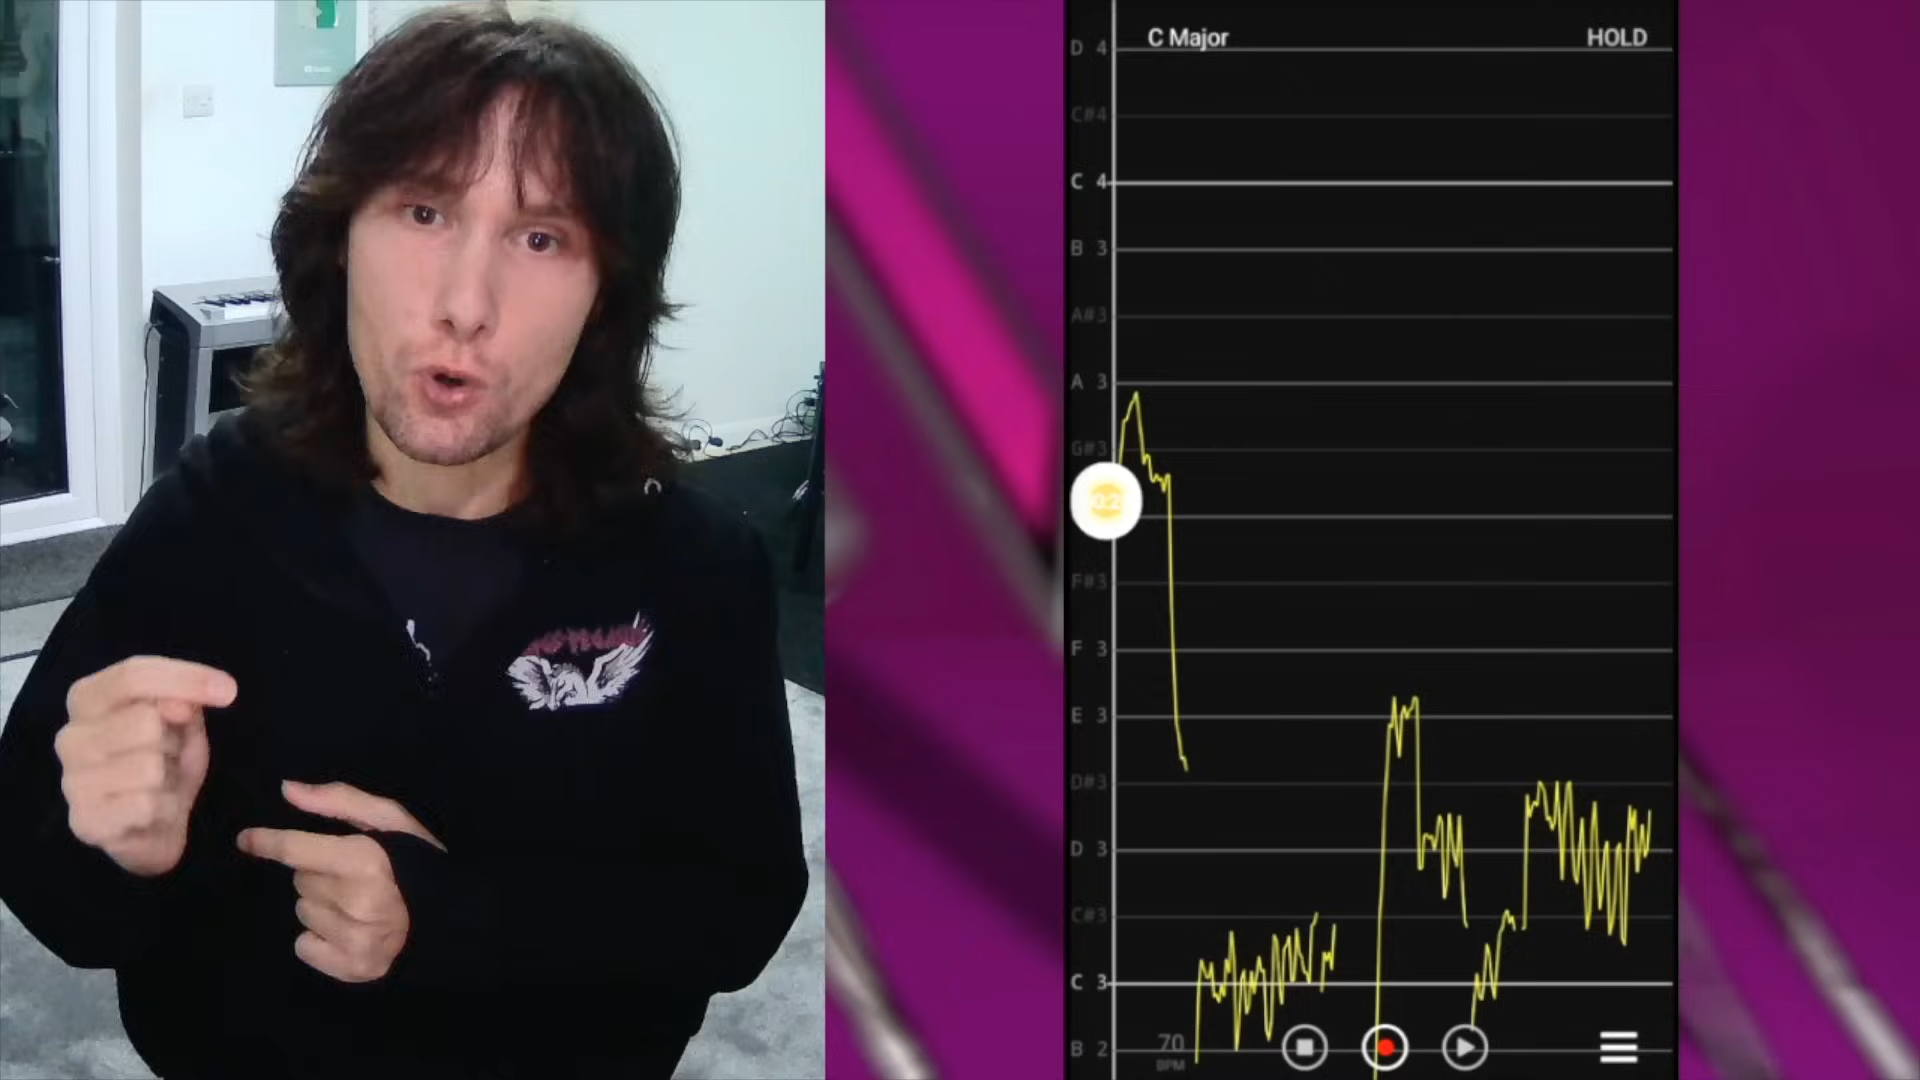 C Major
HOLD
D 4
C#4
C 4
B 3
A#3
A 3
G#3
F#3
F 3
E 3
D#3
D 3
C#3
C 3
B 2
70
BPM